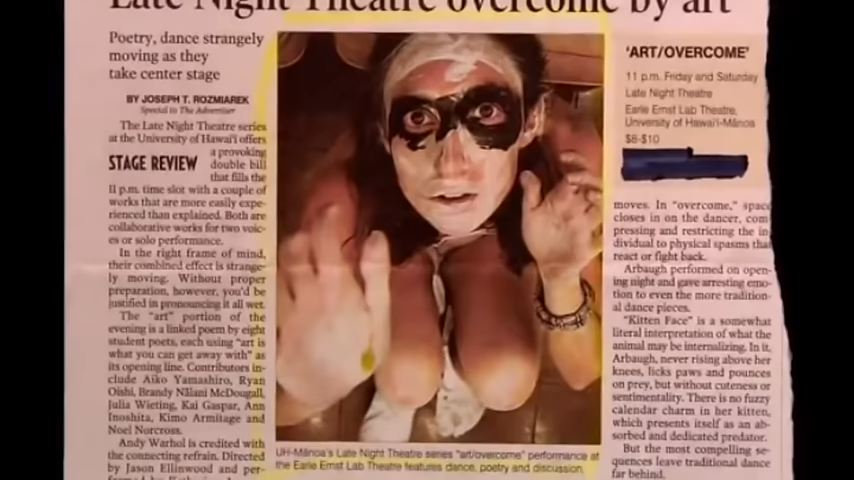 Late Night Theatre overcome by art
Poetry, dance strangely
moving as they
take center stage
BY JOSEPH T. ROZMIAREK
Special to The Advertiser
The Late Night Theatre series
at the University of Hawai'i offers
STAGE REVIEW
a provoking
double bill
that fills the
11 p.m. time slot with a couple of
works that are more easily expe-
rienced than explained. Both are
collaborative works for two voic-
es or solo performance.
In the right frame of mind,
their combined effect is strange-
ly moving. Without proper
preparation, however, you'd be
justified in pronouncing it all wet.
The "art" portion of the
evening is a linked poem by eight
student poets, each using "art is
what you can get away with" as
its opening line. Contributors in-
clude Aiko Yamashiro, Ryan
Oishi, Brandy Nālani McDougall,
Julia Wieting, Kai Gaspar, Ann
Inoshita, Kimo Armitage and
Noel Norcross.
Andy Warhol is credited with
the connecting refrain. Directed
by Jason Ellinwood and per-
UH-Mānoa's Late Night Theatre series "art/overcome" performance at
the Earle Ernst Lab Theatre features dance, poetry and discussion.
'ART/OVERCOME'
11 p.m. Friday and Saturday
Late Night Theatre
Earle Ernst Lab Theatre,
University of Hawai'i-Mānoa
$8-$10
moves. In "overcome," space
closes in on the dancer, com
pressing and restricting the in
dividual to physical spasms that
react or fight back.
Arbaugh performed on open-
ing night and gave arresting emo-
tion to even the more tradition-
al dance pieces.
"Kitten Face" is a somewhat
literal interpretation of what the
animal may be internalizing. In it,
Arbaugh, never rising above her
knees, licks paws and pounces
on prey, but without cuteness or
sentimentality. There is no fuzzy
calendar charm in her kitten,
which presents itself as an ab-
sorbed and dedicated predator.
But the most compelling se-
quences leave traditional dance
far behind.